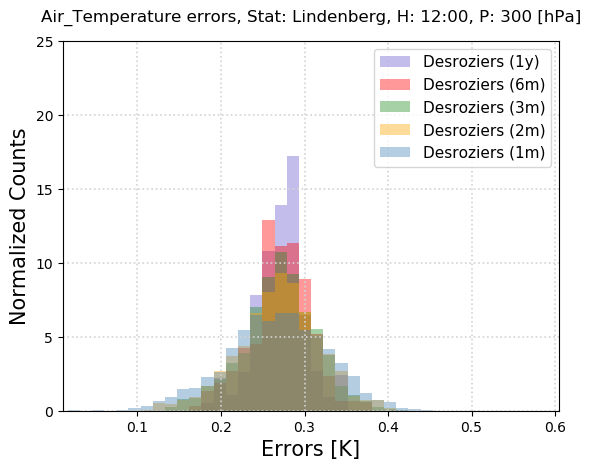 Air_Temperature errors, Stat: Lindenberg, H: 12:00, P: 300 [hPa]
25
20
15
10
5
0
Normalized Counts
Desroziers (1y)
Desroziers (6m)
Desroziers (3m)
Desroziers (2m)
Desroziers (1m)
0.1 0.2 0.3 0.4 0.5 0.6
Errors [K]